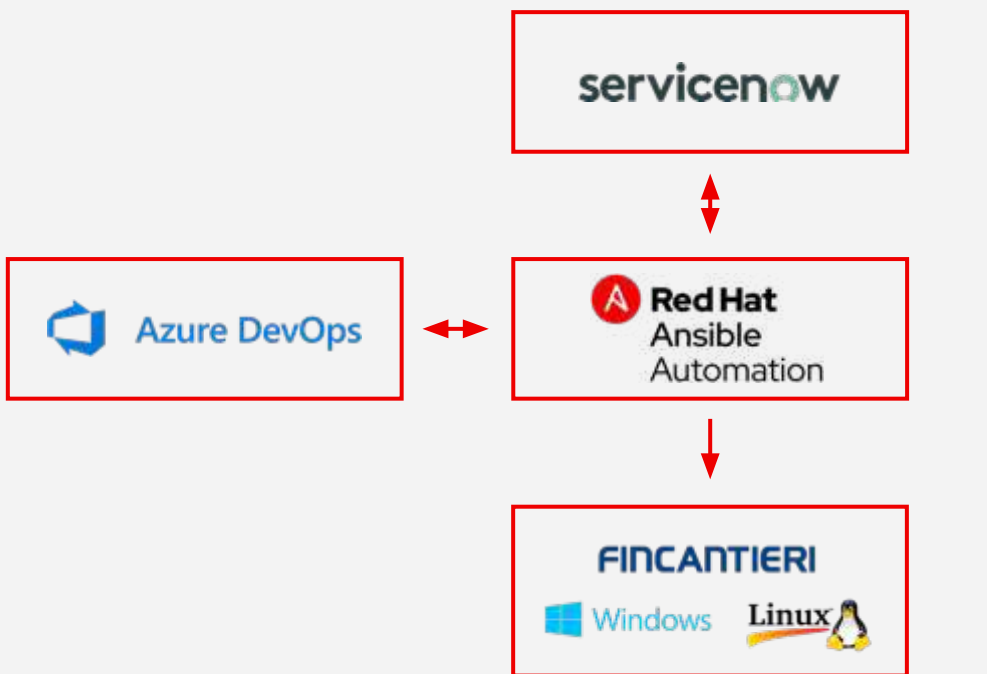 servicenow
Azure DevOps
Red Hat
Ansible
Automation
FINCANTIERI
Windows
Linux